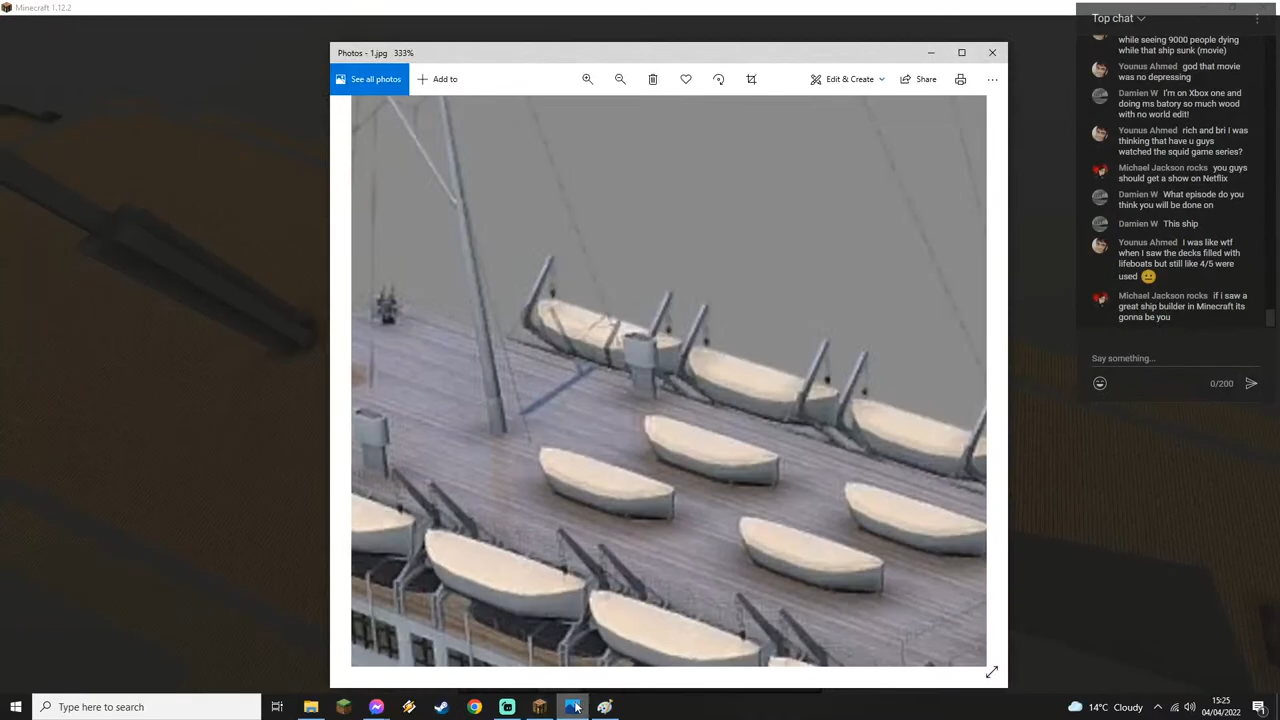 Minecraft 1.12.2
Photos - 1.jpg 333%
See all photos
Add to
Edit & Create
Share
Top chat
while seeing 9000 people dying
while that ship sunk (movie)
Younus Ahmed god that movie
was no depressing
Damien W I'm on Xbox one and
doing ms batory so much wood
with no world edit!
Younus Ahmed rich and bri I was
thinking that have u guys
watched the squid game series?
Michael Jackson rocks you guys
should get a show on Netflix
Damien W What episode do you
think you will be done on
Damien W This ship
Younus Ahmed I was like wtf
when I saw the decks filled with
lifeboats but still like 4/5 were
used 😐
Michael Jackson rocks if i saw a
great ship builder in Minecraft its
gonna be you
Say something...
0/200
Type here to search
14°C Cloudy
15:25
04/04/2022